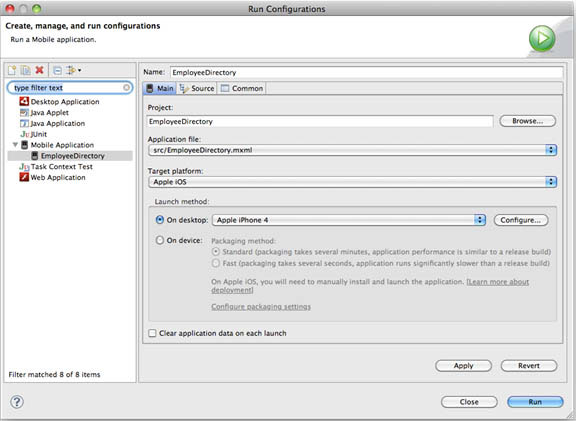 Run Configurations
Create, manage, and run configurations
Run a Mobile application.
type filter text
Desktop Application
Java Applet
Java Application
JUnit
Mobile Application
EmployeeDirectory
Task Context Test
Web Application
Filter matched 8 of 8 items
Name: EmployeeDirectory
Main Source Common
Project:
EmployeeDirectory Browse...
Application file:
src/EmployeeDirectory.mxml
Target platform:
Apple iOS
Launch method:
On desktop: Apple iPhone 4 Configure...
On device: Packaging method:
Standard (packaging takes several minutes, application performance is similar to a release build)
Fast (packaging takes several seconds, application runs significantly slower than a release build)
On Apple iOS, you will need to manually install and launch the application. [Learn more about
deployment]
Configure packaging settings
Clear application data on each launch
Apply Revert
? Close Run